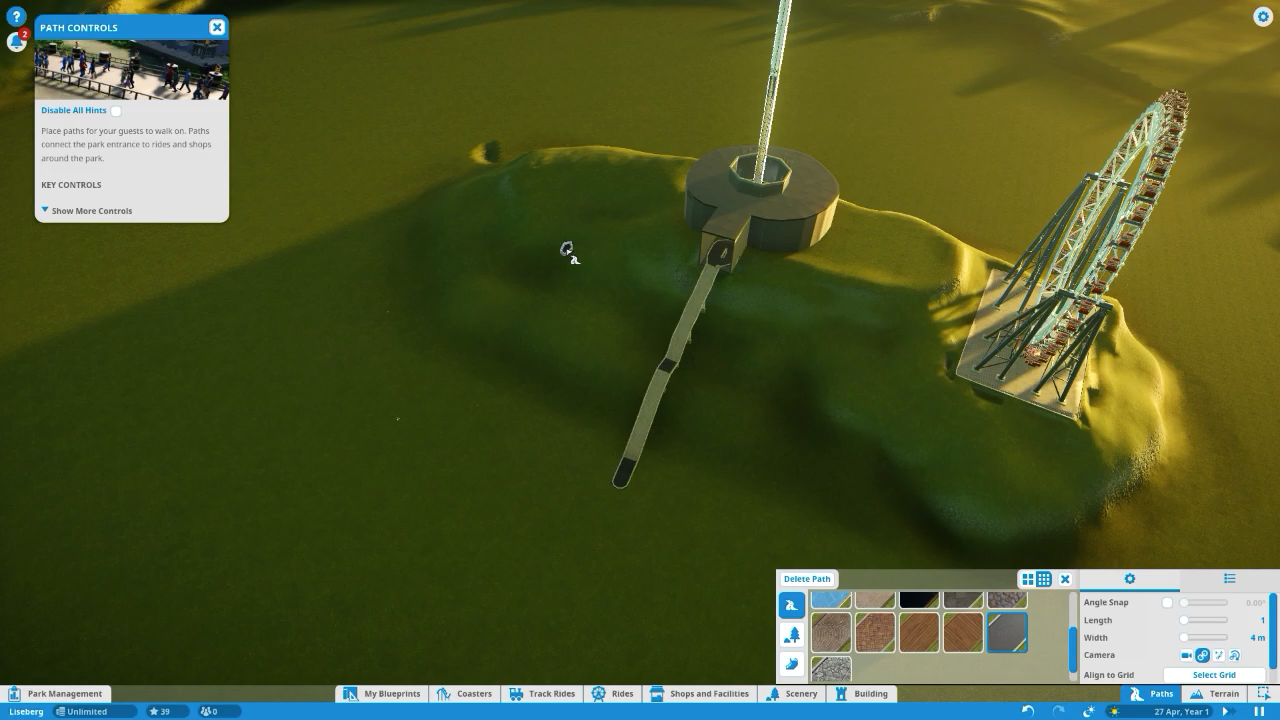 ?
2
PATH CONTROLS
Disable All Hints
Place paths for your guests to walk on. Paths
connect the park entrance to rides and shops
around the park.
KEY CONTROLS
Show More Controls
Delete Path
Angle Snap 0.00°
Length 1
Width 4 m
Camera
Align to Grid Select Grid
Park Management
My Blueprints
Coasters
Track Rides
Rides
Shops and Facilities
Scenery
Building
Paths
Terrain
Liseberg
Unlimited
39
0
27 Apr, Year 1